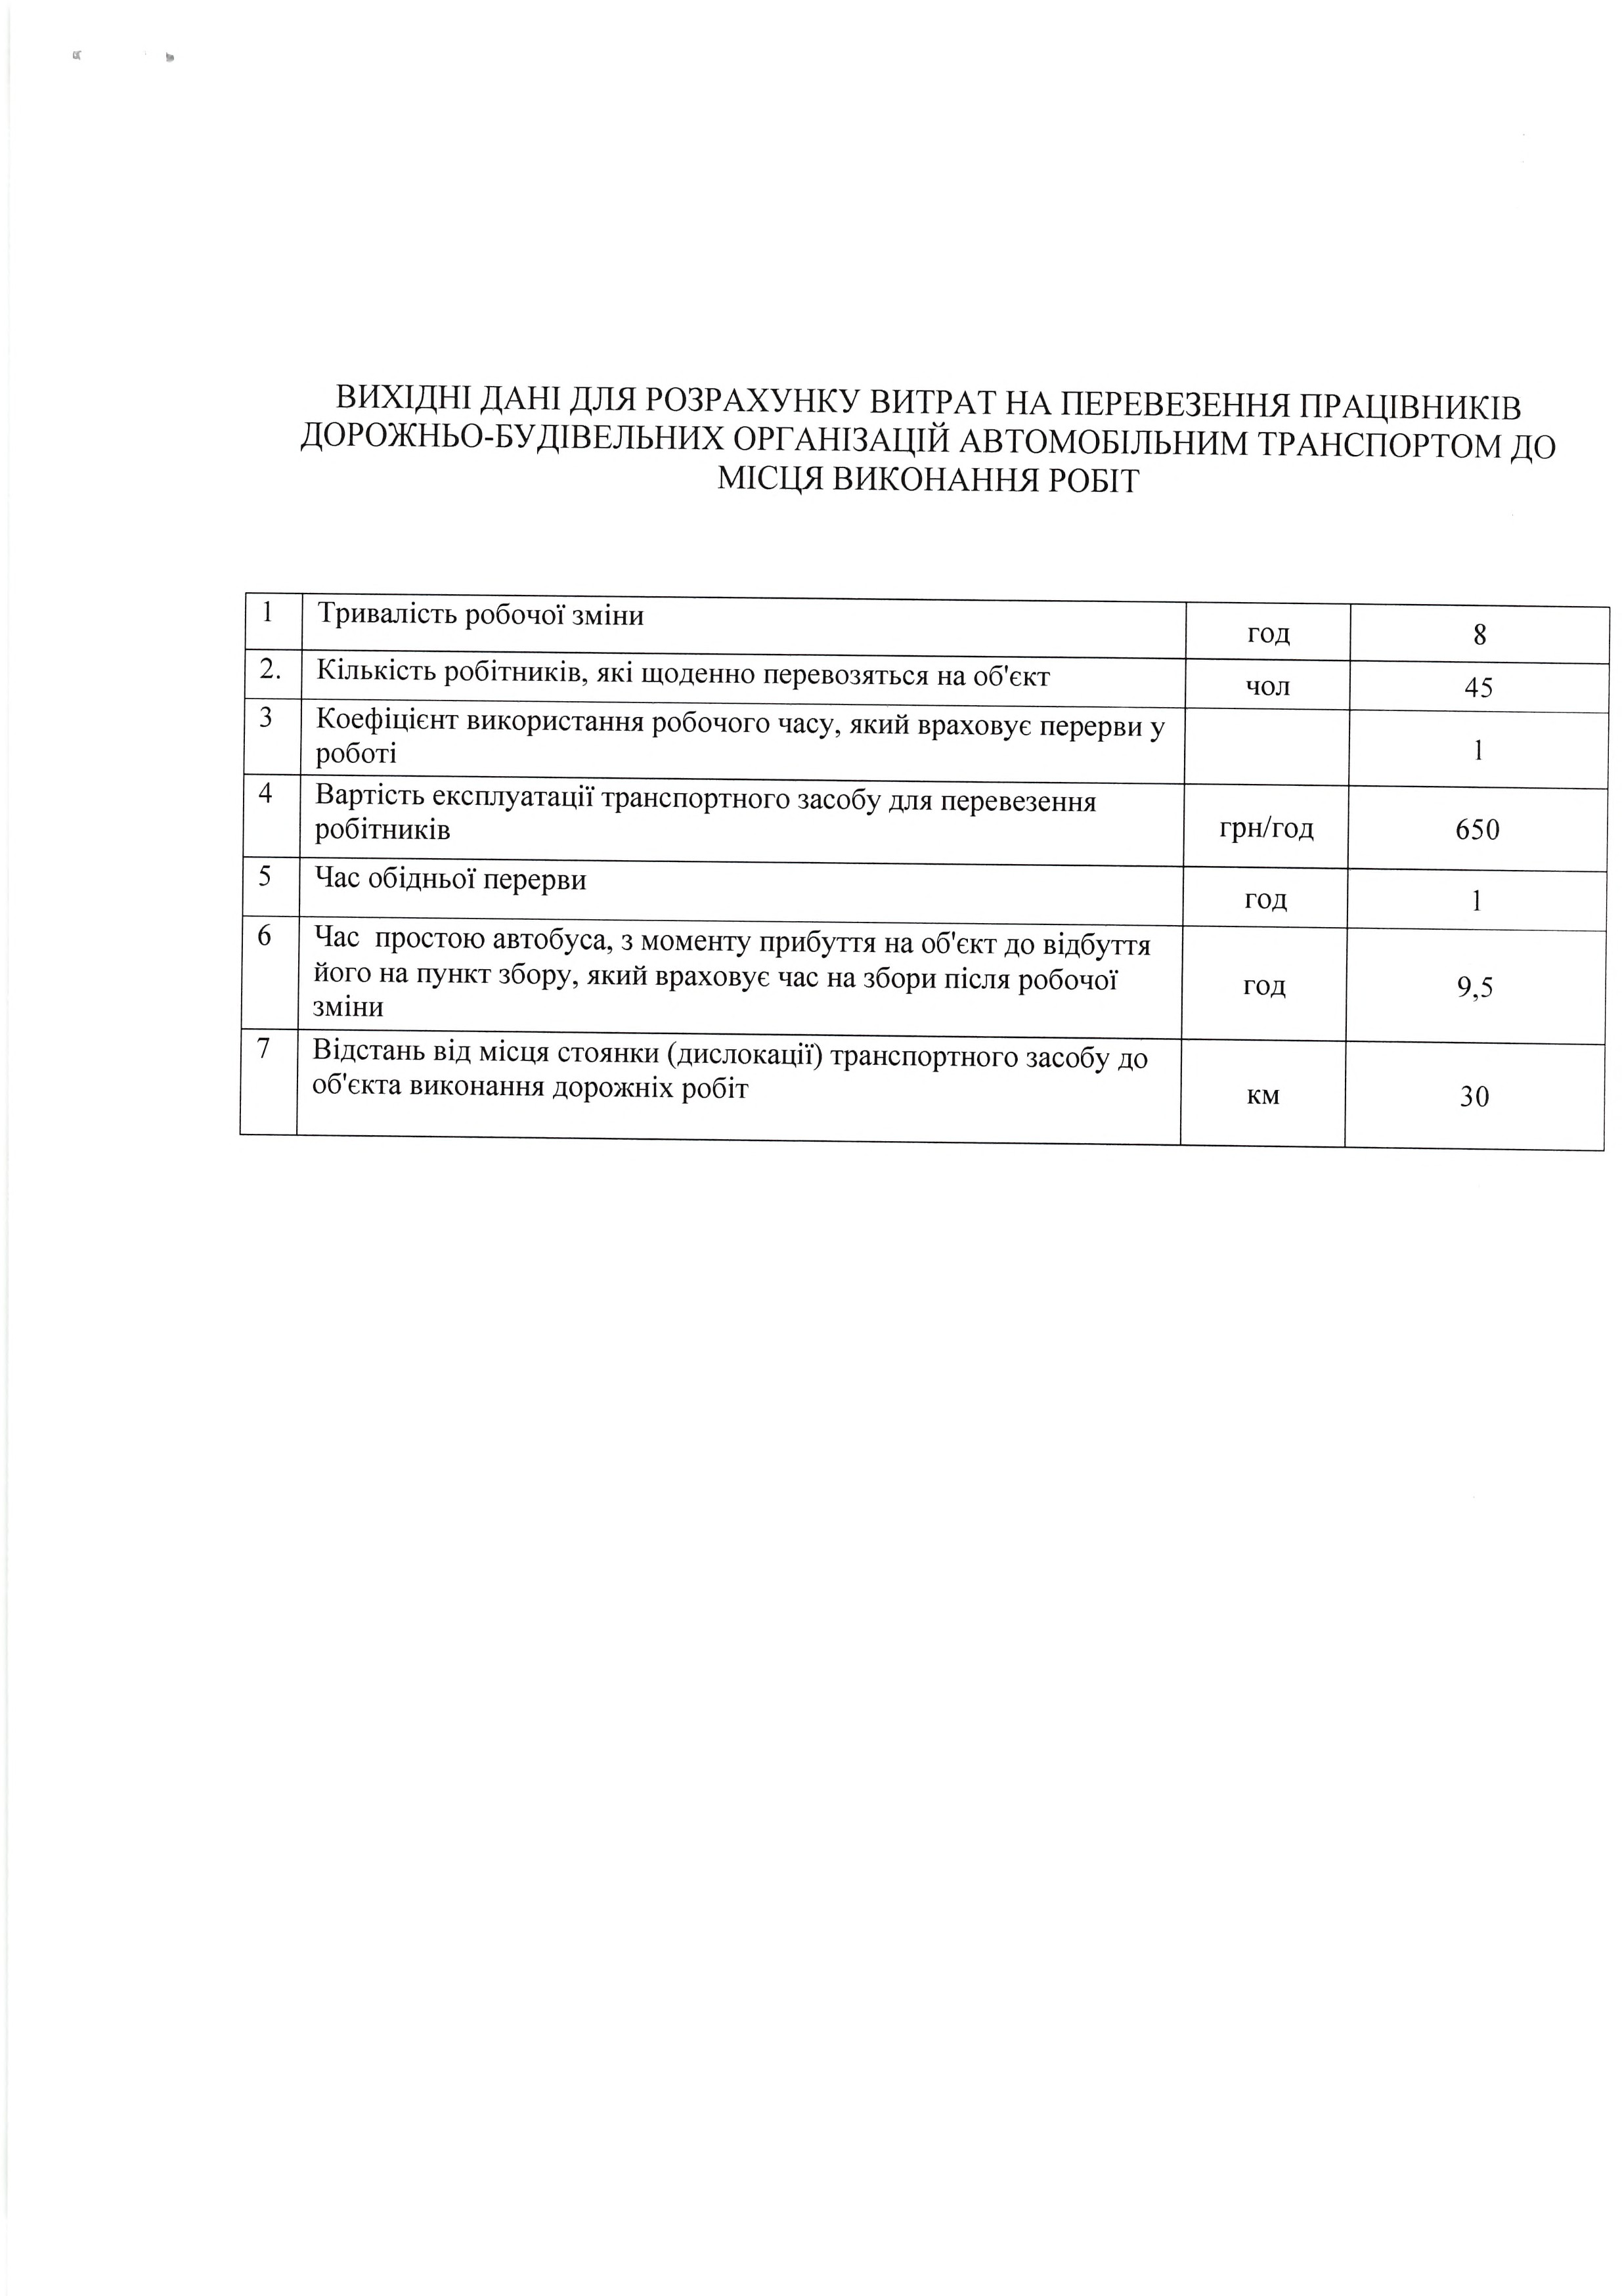 ВИХІДНІ ДАНІ ДЛЯ РОЗРАХУНКУ ВИТРАТ НА ПЕРЕВЕЗЕННЯ ПРАЦІВНИКІВ
ДОРОЖНЬО-БУДІВЕЛЬНИХ ОРГАНІЗАЦІЙ АВТОМОБІЛЬНИМ ТРАНСПОРТОМ ДО
МІСЦЯ ВИКОНАННЯ РОБІТ
1 Тривалість робочої зміни год 8
2. Кількість робітників, які щоденно перевозяться на об'єкт чол 45
3 Коефіцієнт використання робочого часу, який враховує перерви у
роботі 1
4 Вартість експлуатації транспортного засобу для перевезення
робітників грн/год 650
5 Час обідньої перерви год 1
6 Час простою автобуса, з моменту прибуття на об'єкт до відбуття
його на пункт збору, який враховує час на збори після робочої год 9,5
зміни
7 Відстань від місця стоянки (дислокації) транспортного засобу до
об'єкта виконання дорожніх робіт км 30